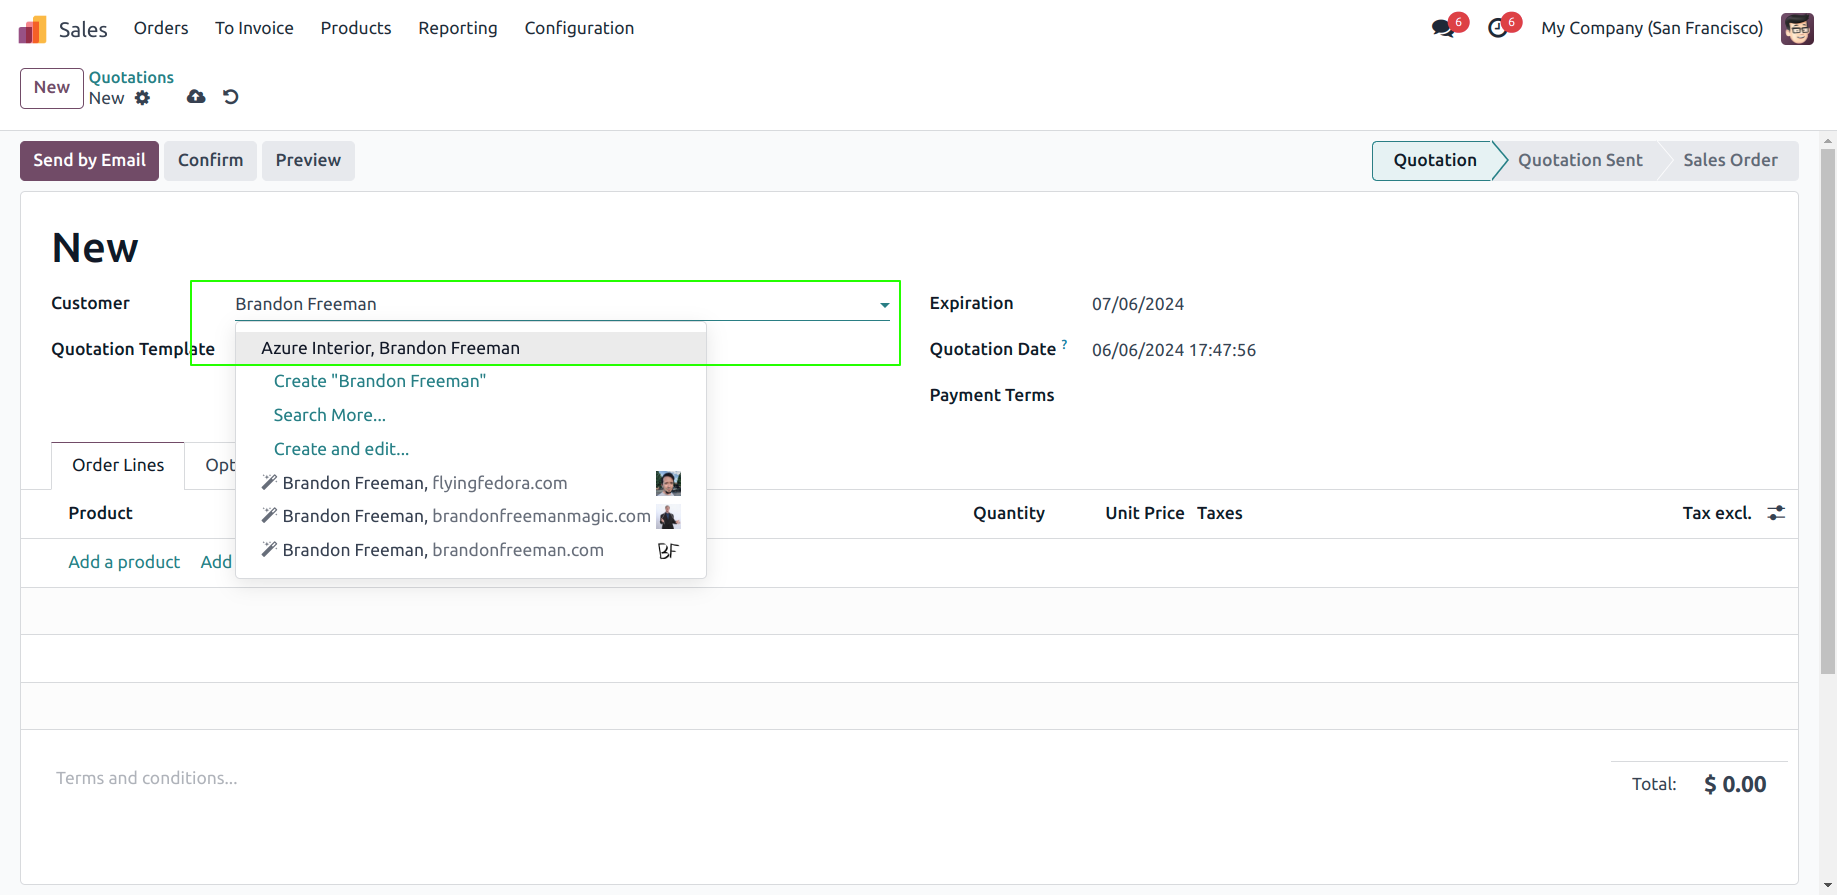 Sales Orders To Invoice Products Reporting Configuration 6 6 My Company (San Francisco)
New Quotations
New
Send by Email Confirm Preview Quotation Quotation Sent Sales Order
New
Customer Brandon Freeman Expiration 07/06/2024
Quotation Template Azure Interior, Brandon Freeman Quotation Date ? 06/06/2024 17:47:56
Create "Brandon Freeman"
Payment Terms
Search More...
Create and edit...
Order Lines Opt
Brandon Freeman, flyingfedora.com
Product Brandon Freeman, brandonfreemanmagic.com Quantity Unit Price Taxes Tax excl.
Brandon Freeman, brandonfreeman.com BF
Add a product Add
Terms and conditions...
Total: $ 0.00